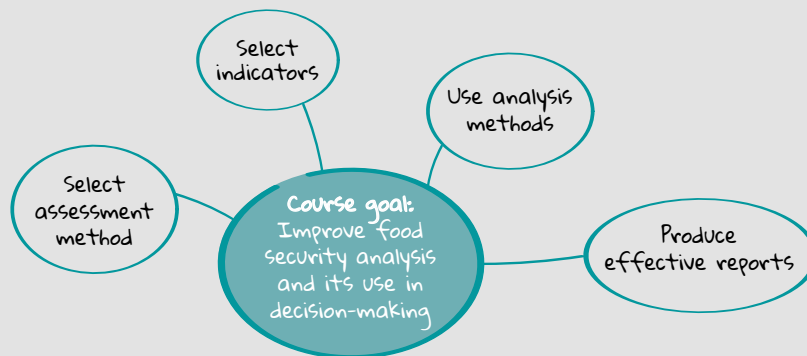 Select
indicators
Use analysis
methods
Select
assessment
method
Course goal:
Improve food
security analysis
and its use in
decision-making
Produce
effective reports